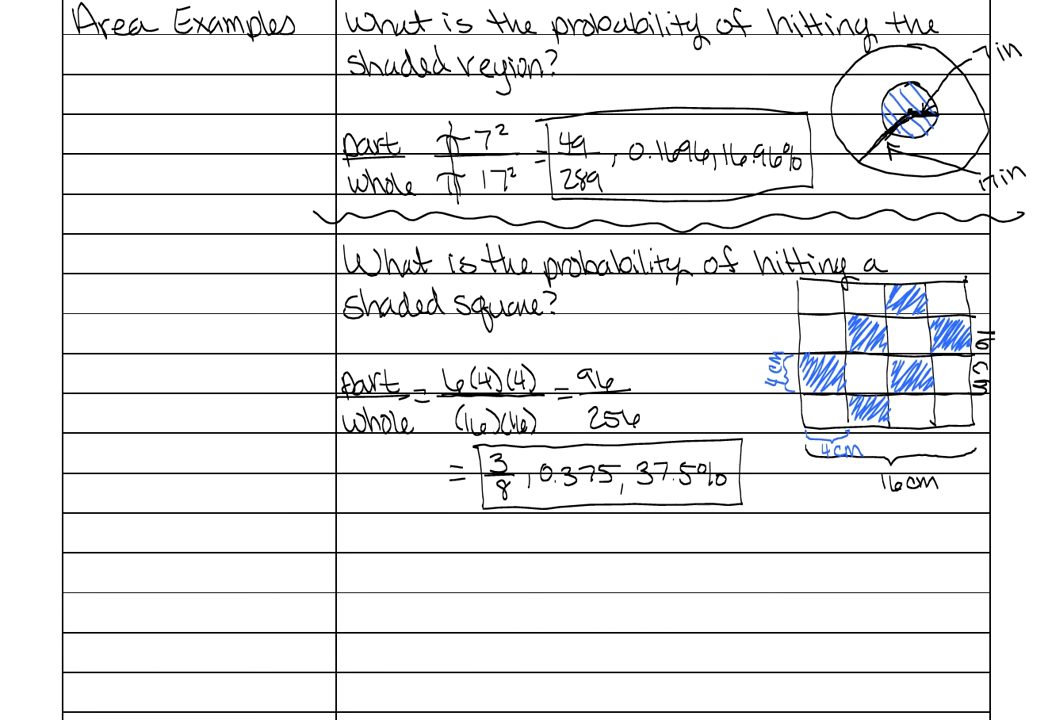 Area Examples
What is the probability of hitting the
shaded region?
7in
17in
part π 7² = 49 , 0.1696, 16.96%
whole π 17² 289
What is the probability of hitting a
shaded square?
4cm
16 cm
4cm
16cm
part = 6(4)(4) = 96
whole (16)(16) 256
= 3/8 , 0.375, 37.5%